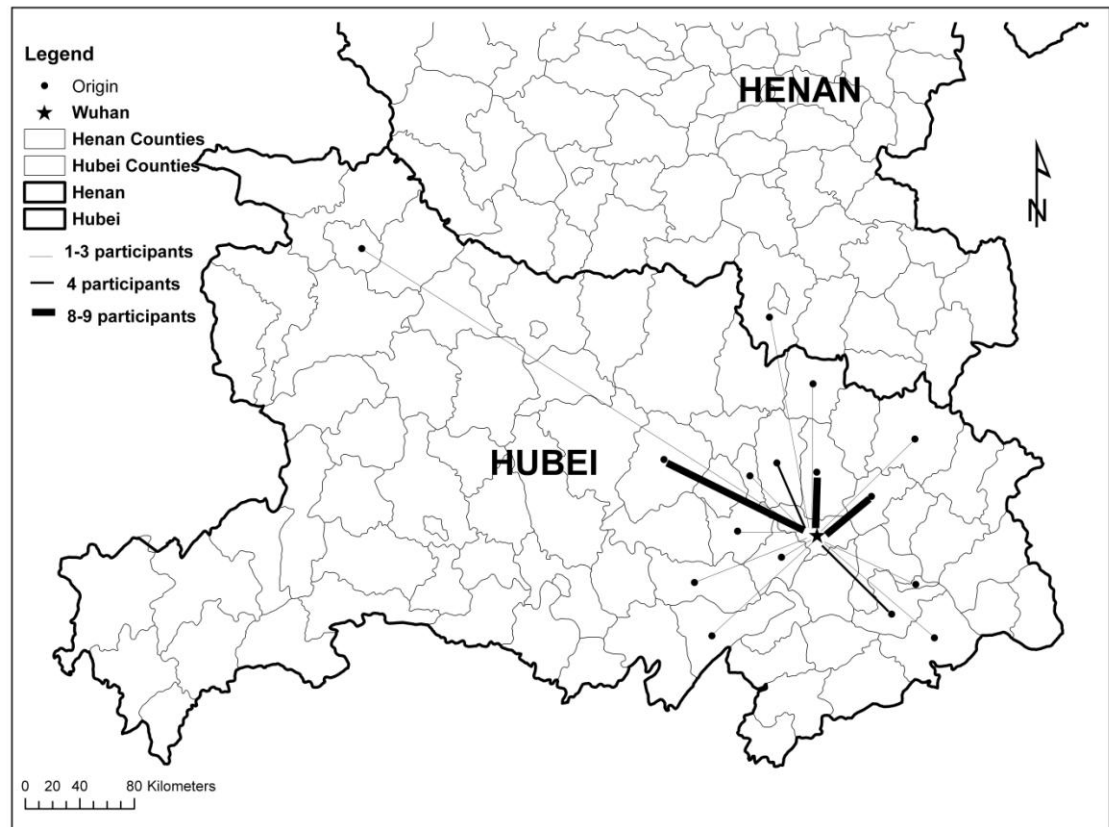 Legend
Origin
Wuhan
Henan Counties
Hubei Counties
Henan
Hubei
1-3 participants
4 participants
8-9 participants
HENAN
N
HUBEI
0 20 40 80 Kilometers